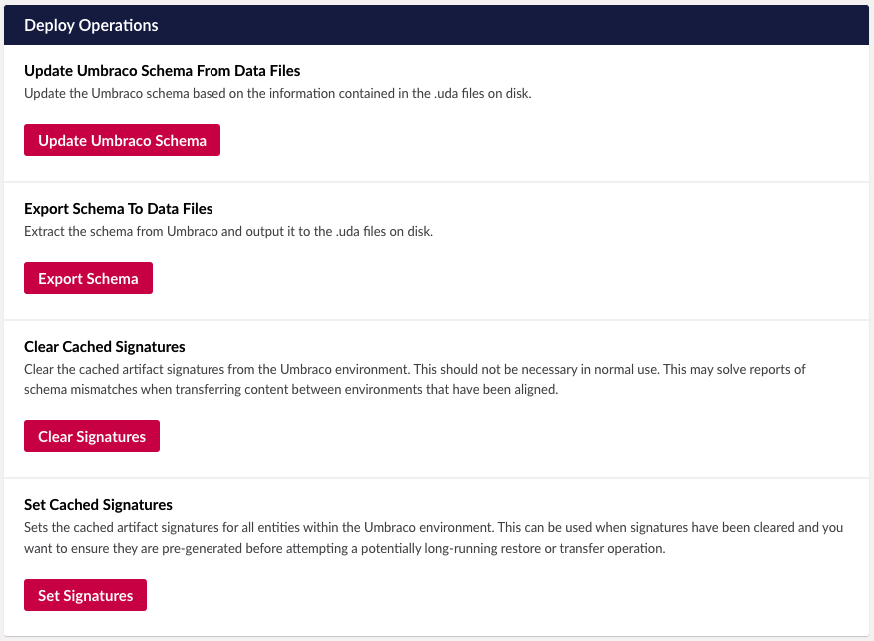 Deploy Operations
Update Umbraco Schema From Data Files
Update the Umbraco schema based on the information contained in the .uda files on disk.
Update Umbraco Schema
Export Schema To Data Files
Extract the schema from Umbraco and output it to the .uda files on disk.
Export Schema
Clear Cached Signatures
Clear the cached artifact signatures from the Umbraco environment. This should not be necessary in normal use. This may solve reports of
schema mismatches when transferring content between environments that have been aligned.
Clear Signatures
Set Cached Signatures
Sets the cached artifact signatures for all entities within the Umbraco environment. This can be used when signatures have been cleared and you
want to ensure they are pre-generated before attempting a potentially long-running restore or transfer operation.
Set Signatures